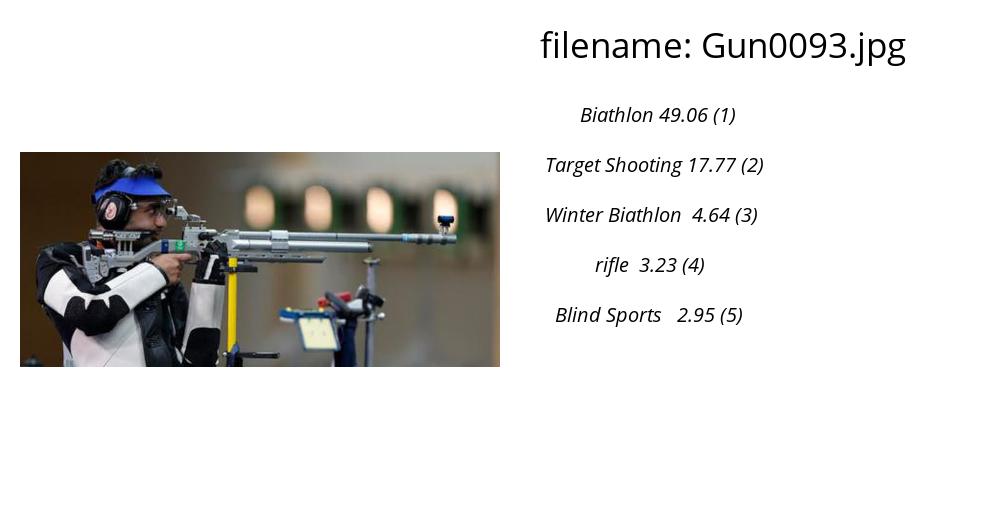 filename: Gun0093.jpg
Biathlon 49.06 (1)
Target Shooting 17.77 (2)
Winter Biathlon 4.64 (3)
rifle 3.23 (4)
Blind Sports 2.95 (5)